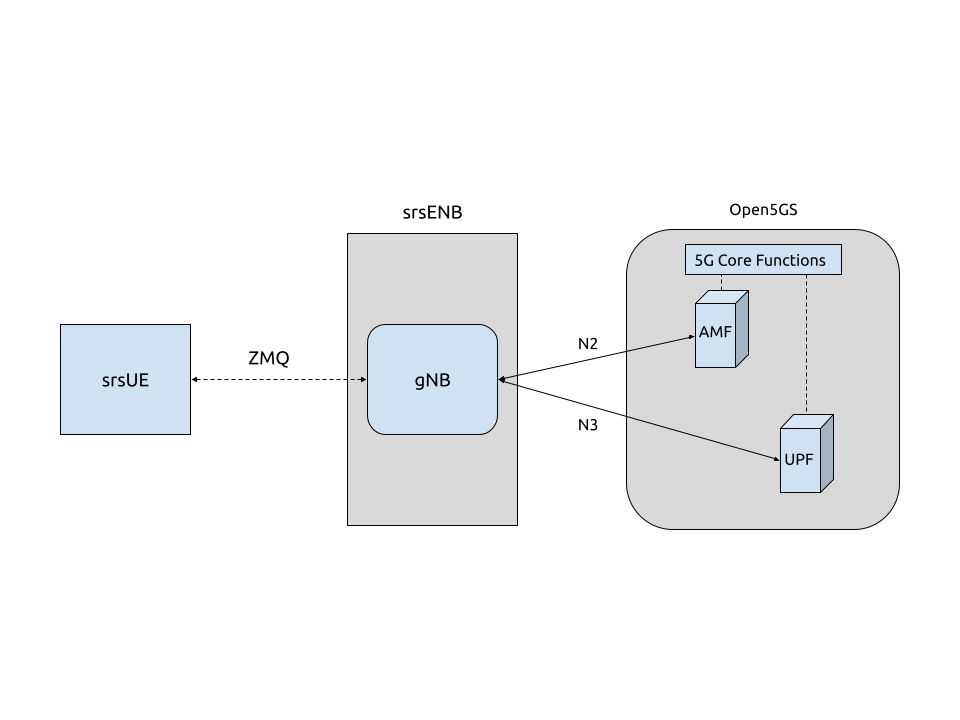 srsENB
Open5GS
5G Core Functions
AMF
N2
ZMQ
srsUE
gNB
N3
UPF